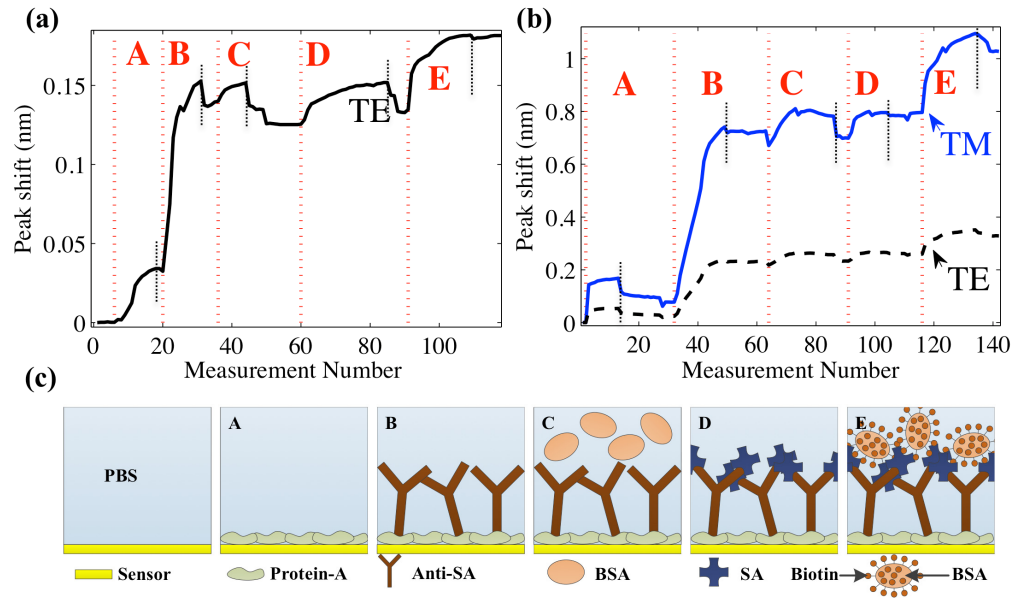 (a)
Peak shift (nm)
0.15
0.1
0.05
0
0 20 40 60 80 100
Measurement Number
A B C D E
TE
(b)
Peak shift (nm)
1
0.8
0.6
0.4
0.2
0
20 40 60 80 100 120 140
Measurement Number
A B C D E
TM
TE
(c)
PBS
A
B
C
D
E
Sensor Protein-A Anti-SA BSA SA Biotin BSA